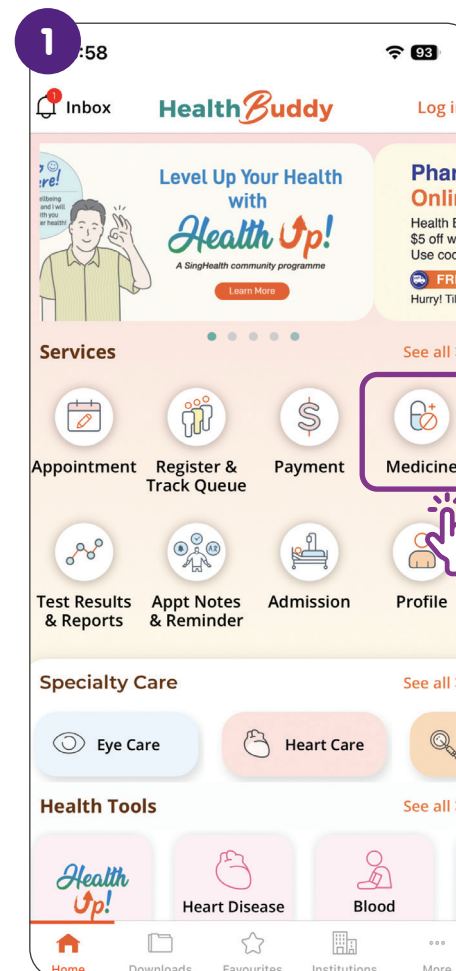 1
:58
93
1
Inbox
HealthBuddy
Log i
Level Up Your Health
with
Health Up!
A SingHealth community programme
Learn More
Phar
Onli
Health
$5 off w
Use coc
FR
Hurry! Til
Services
See all
Appointment
Register &
Track Queue
Payment
Medicine
Test Results
& Reports
Appt Notes
& Reminder
Admission
Profile
Specialty Care
See all
Eye Care
Heart Care
Health Tools
See all
Health
Up!
Heart Disease
Blood
Home
Downloads
Favourites
Institutions
More